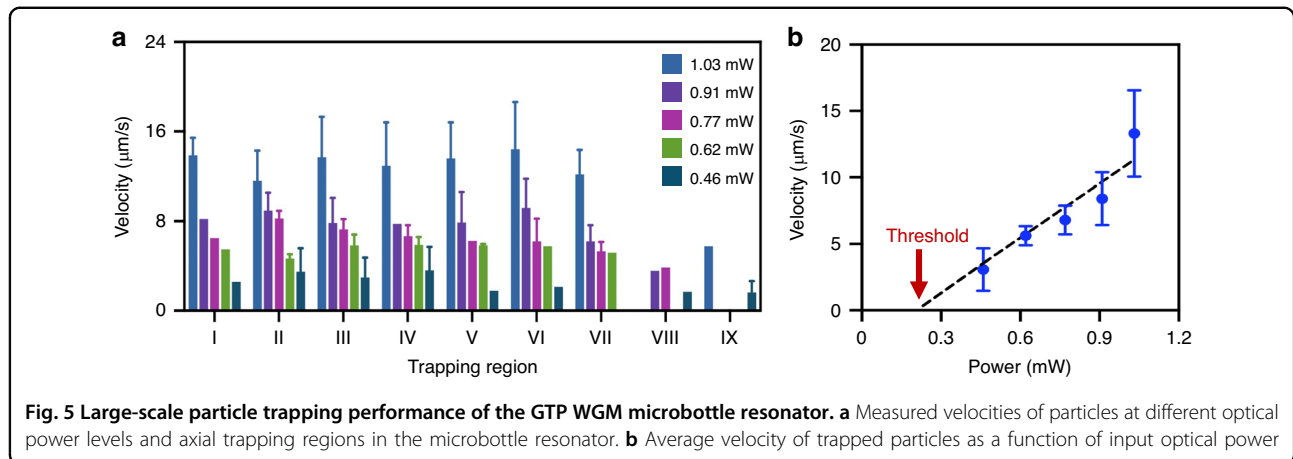 a
24
16
8
0
Velocity (μm/s)
1.03 mW
0.91 mW
0.77 mW
0.62 mW
0.46 mW
I II III IV V VI VII VIII IX
Trapping region
b
20
15
10
5
0
Velocity (μm/s)
Threshold
0 0.3 0.6 0.9 1.2
Power (mW)
Fig. 5 Large-scale particle trapping performance of the GTP WGM microbottle resonator. a Measured velocities of particles at different optical
power levels and axial trapping regions in the microbottle resonator. b Average velocity of trapped particles as a function of input optical power